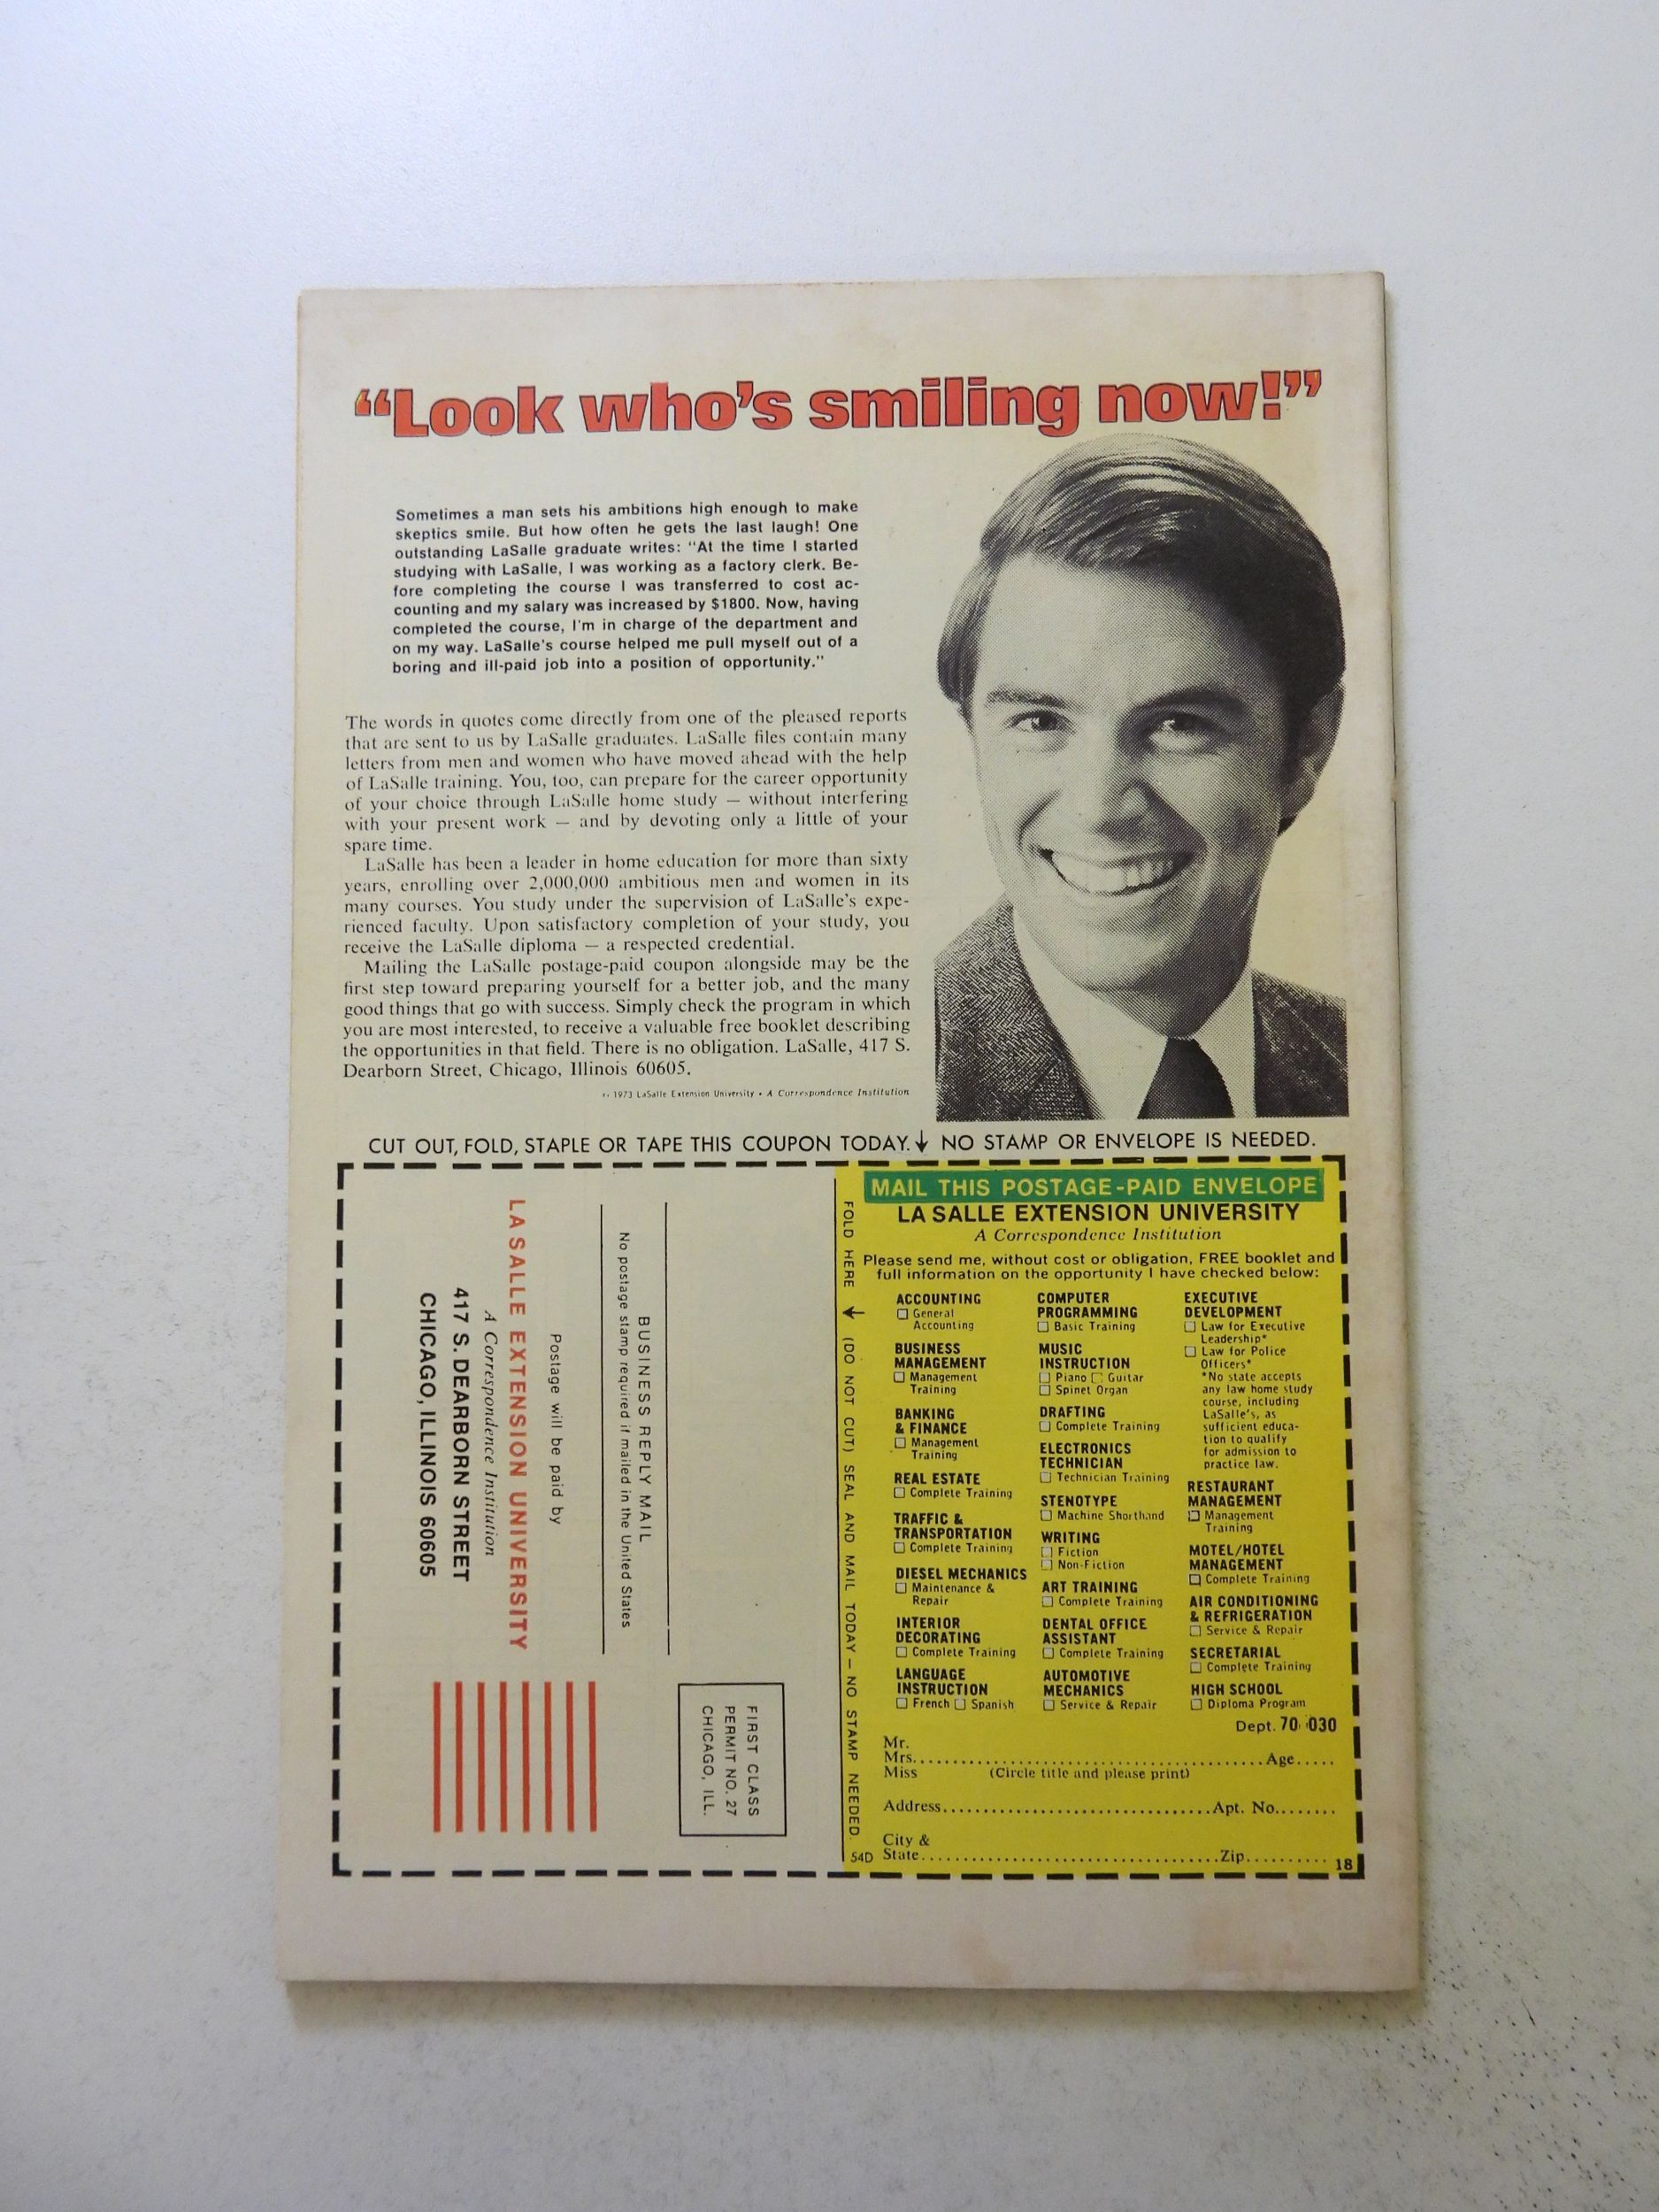 “Look who’s smiling now!”
Sometimes a man sets his ambitions high enough to make
skeptics smile. But how often he gets the last laugh! One
outstanding LaSalle graduate writes: “At the time I started
studying with LaSalle, I was working as a factory clerk. Be-
fore completing the course I was transferred to cost ac-
counting and my salary was increased by $1800. Now, having
completed the course, I’m in charge of the department and
on my way. LaSalle’s course helped me pull myself out of a
boring and ill-paid job into a position of opportunity.”
The words in quotes come directly from one of the pleased reports
that are sent to us by LaSalle graduates. LaSalle files contain many
letters from men and women who have moved ahead with the help
of LaSalle training. You, too, can prepare for the career opportunity
of your choice through LaSalle home study — without interfering
with your present work — and by devoting only a little of your
spare time.
LaSalle has been a leader in home education for more than sixty
years, enrolling over 2,000,000 ambitious men and women in its
many courses. You study under the supervision of LaSalle’s expe-
rienced faculty. Upon satisfactory completion of your study, you
receive the LaSalle diploma — a respected credential.
Mailing the LaSalle postage-paid coupon alongside may be the
first step toward preparing yourself for a better job, and the many
good things that go with success. Simply check the program in which
you are most interested, to receive a valuable free booklet describing
the opportunities in that field. There is no obligation. LaSalle, 417 S.
Dearborn Street, Chicago, Illinois 60605.
© 1973 LaSalle Extension University • A Correspondence Institution
CUT OUT, FOLD, STAPLE OR TAPE THIS COUPON TODAY. ↓ NO STAMP OR ENVELOPE IS NEEDED.
FIRST CLASS
PERMIT NO. 27
CHICAGO, ILL.
BUSINESS REPLY MAIL
No postage stamp required if mailed in the United States
Postage will be paid by
LASALLE EXTENSION UNIVERSITY
A Correspondence Institution
417 S. DEARBORN STREET
CHICAGO, ILLINOIS 60605
FOLD HERE ← (DO NOT CUT) SEAL AND MAIL TODAY — NO STAMP NEEDED.
MAIL THIS POSTAGE-PAID ENVELOPE
LA SALLE EXTENSION UNIVERSITY
A Correspondence Institution
Please send me, without cost or obligation, FREE booklet and
full information on the opportunity I have checked below:
ACCOUNTING
☐ General
Accounting
BUSINESS
MANAGEMENT
☐ Management
Training
BANKING
& FINANCE
☐ Management
Training
REAL ESTATE
☐ Complete Training
TRAFFIC &
TRANSPORTATION
☐ Complete Training
DIESEL MECHANICS
☐ Maintenance &
Repair
INTERIOR
DECORATING
☐ Complete Training
LANGUAGE
INSTRUCTION
☐ French ☐ Spanish
COMPUTER
PROGRAMMING
☐ Basic Training
MUSIC
INSTRUCTION
☐ Piano ☐ Guitar
☐ Spinet Organ
DRAFTING
☐ Complete Training
ELECTRONICS
TECHNICIAN
☐ Technician Training
STENOTYPE
☐ Machine Shorthand
WRITING
☐ Fiction
☐ Non-Fiction
ART TRAINING
☐ Complete Training
DENTAL OFFICE
ASSISTANT
☐ Complete Training
AUTOMOTIVE
MECHANICS
☐ Service & Repair
EXECUTIVE
DEVELOPMENT
☐ Law for Executive
Leadership*
☐ Law for Police
Officers*
*No state accepts
any law home study
course, including
LaSalle’s, as
sufficient educa-
tion to qualify
for admission to
practice law.
RESTAURANT
MANAGEMENT
☐ Management
Training
MOTEL/HOTEL
MANAGEMENT
☐ Complete Training
AIR CONDITIONING
& REFRIGERATION
☐ Service & Repair
SECRETARIAL
☐ Complete Training
HIGH SCHOOL
☐ Diploma Program
Dept. 70-030
Mr.
Mrs. Age
Miss (Circle title and please print)
Address Apt. No.
City &
State Zip
54D
18